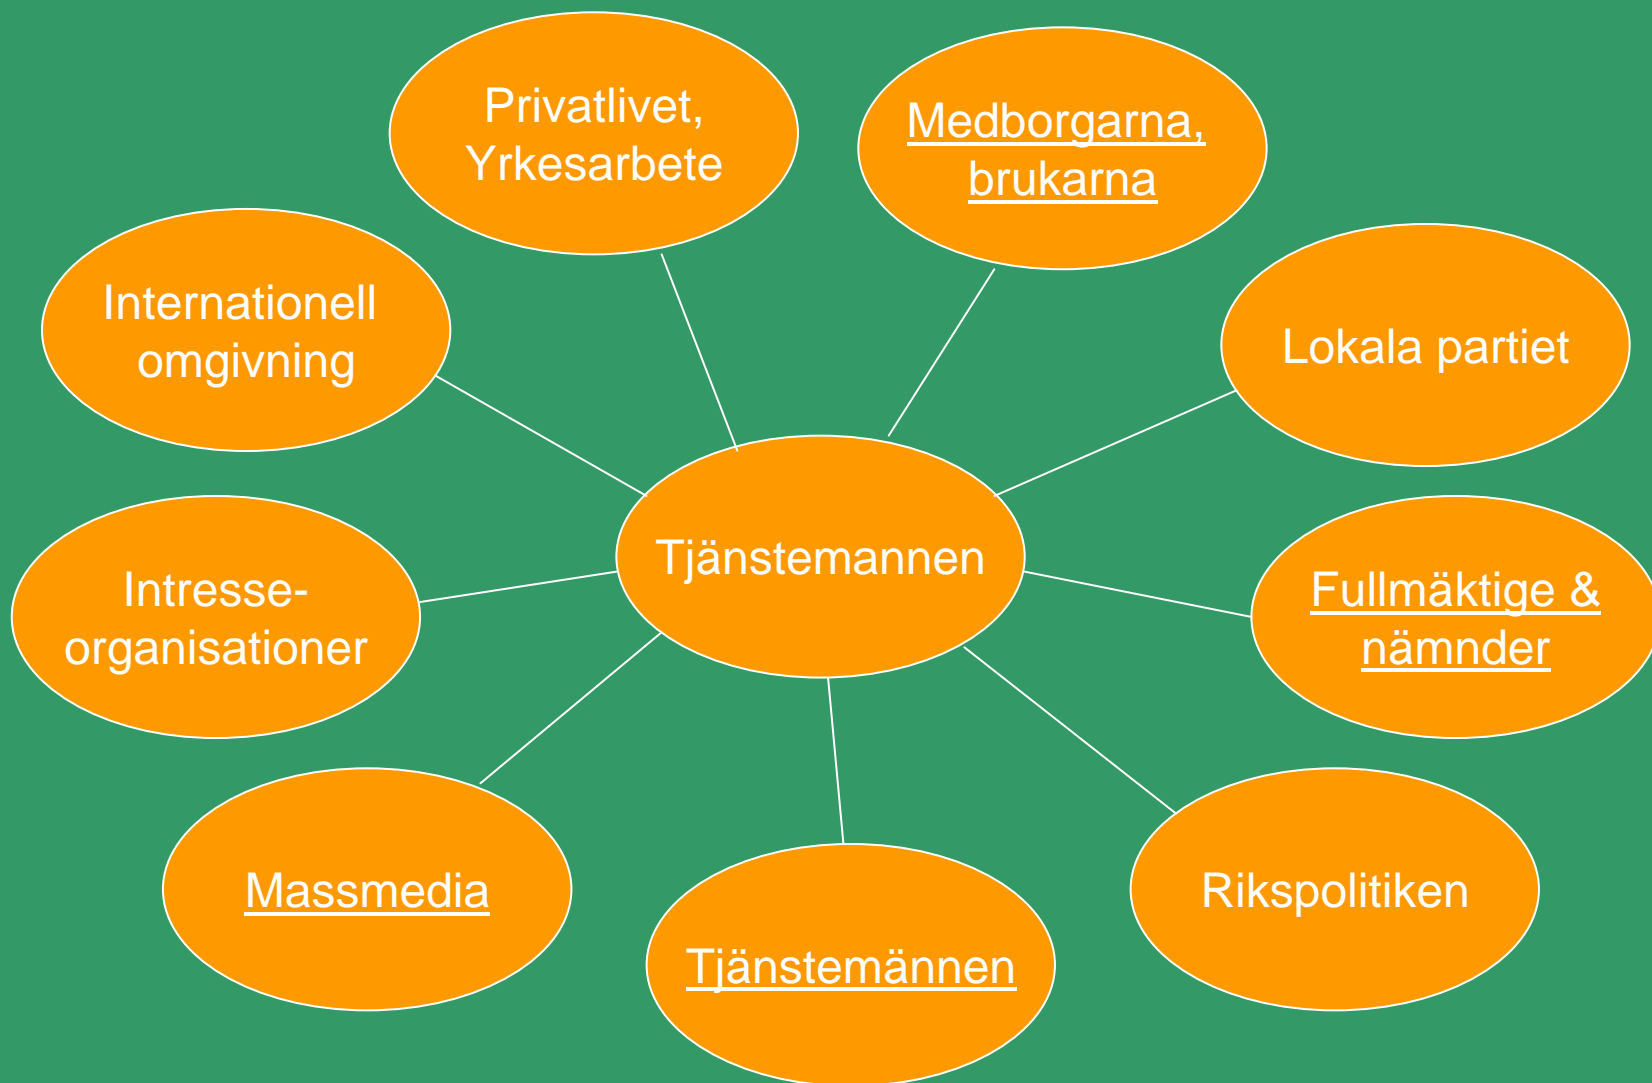 Privatlivet,
Yrkesarbete
Medborgarna,
brukarna
Internationell
omgivning
Lokala partiet
Tjänstemannen
Intresse-
organisationer
Fullmäktige &
nämnder
Massmedia
Rikspolitiken
Tjänstemännen